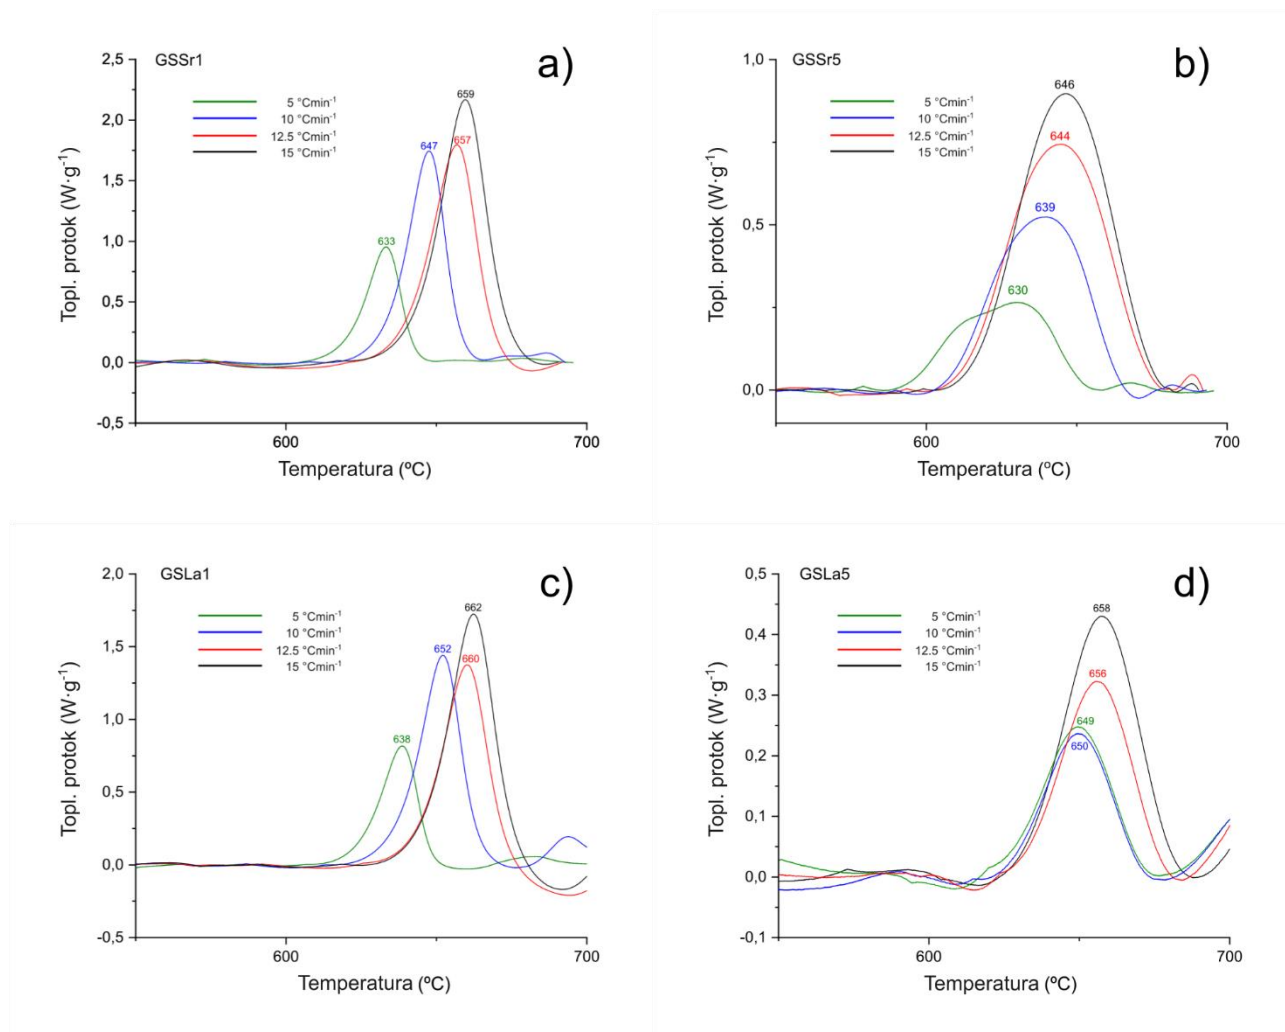 GSSr1
a)
5 °Cmin⁻¹
10 °Cmin⁻¹
12.5 °Cmin⁻¹
15 °Cmin⁻¹
659
657
647
633
2,5
2,0
1,5
1,0
0,5
0,0
-0,5
600
700
Topl. protok (W·g⁻¹)
Temperatura (ºC)
GSSr5
b)
5 °Cmin⁻¹
10 °Cmin⁻¹
12.5 °Cmin⁻¹
15 °Cmin⁻¹
646
644
639
630
1,0
0,5
0,0
600
700
Topl. protok (W·g⁻¹)
Temperatura (°C)
GSLa1
c)
5 °Cmin⁻¹
10 °Cmin⁻¹
12.5 °Cmin⁻¹
15 °Cmin⁻¹
662
652
660
638
2,0
1,5
1,0
0,5
0,0
-0,5
600
700
Topl. protok (W·g⁻¹)
Temperatura (ºC)
GSLa5
d)
5 °Cmin⁻¹
10 °Cmin⁻¹
12.5 °Cmin⁻¹
15 °Cmin⁻¹
658
656
649
650
0,5
0,4
0,3
0,2
0,1
0,0
-0,1
600
700
Topl. protok (W·g⁻¹)
Temperatura (ºC)